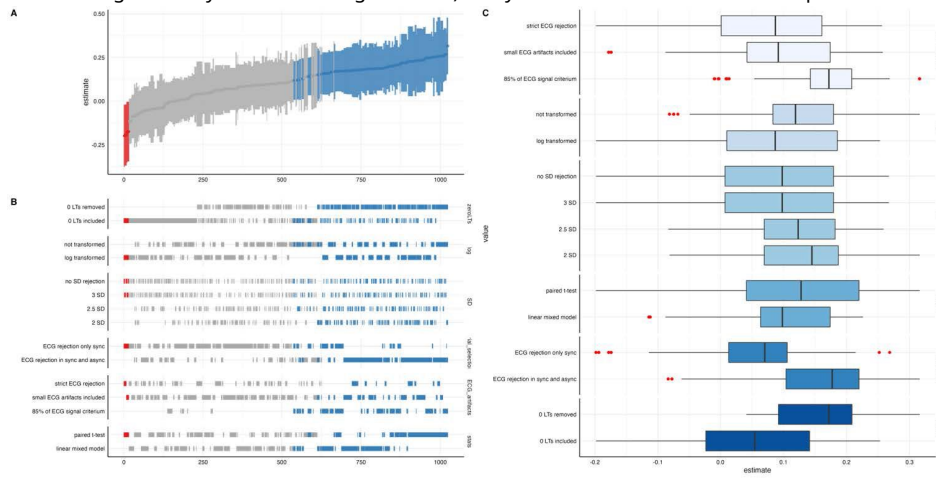 A
0.50
0.25
0.00
-0.25
estimate
0
250
500
750
1000
B
0 LTs removed
0 LTs included
zeroLTs
not transformed
log transformed
log
no SD rejection
3 SD
2.5 SD
2 SD
SD
ECG rejection only sync
ECG rejection in sync and async
strict ECG rejection
small ECG artifacts included
85% of ECG signal criterium
ECG_artifacts
paired t-test
linear mixed model
stats
0
250
500
750
1000
C
value
strict ECG rejection
small ECG artifacts included
85% of ECG signal criterium
not transformed
log transformed
no SD rejection
3 SD
2.5 SD
2 SD
paired t-test
linear mixed model
ECG rejection only sync
ECG rejection in sync and async
0 LTs removed
0 LTs included
-0.2
-0.1
0.0
0.1
0.2
0.3
estimate